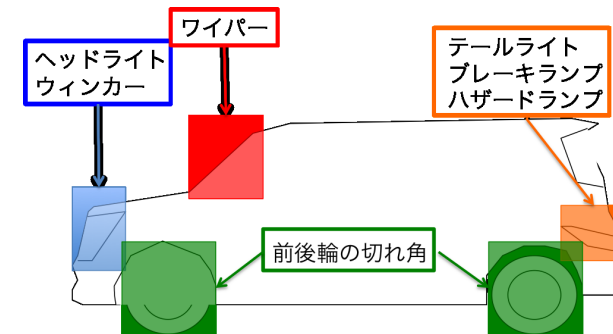 ワイパー
ヘッドライト
ウィンカー
テールライト
ブレーキランプ
ハザードランプ
前後輪の切れ角